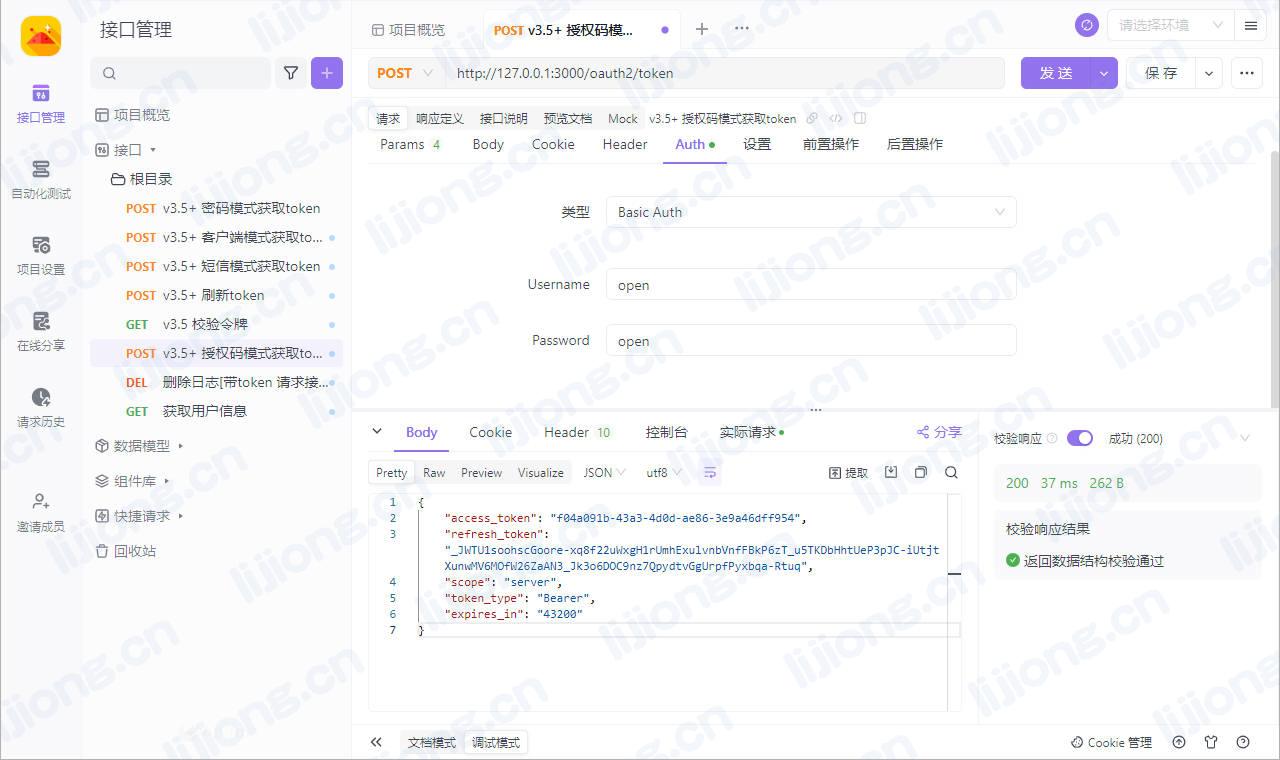 接口管理
项目概览
POST v3.5+ 授权码模...
请选择环境
POST
http://127.0.0.1:3000/oauth2/token
发 送
保 存
接口管理
自动化测试
项目设置
在线分享
请求历史
邀请成员
项目概览
接口
根目录
POST v3.5+ 密码模式获取token
POST v3.5+ 客户端模式获取to...
POST v3.5+ 短信模式获取token
POST v3.5+ 刷新token
GET v3.5 校验令牌
POST v3.5+ 授权码模式获取to...
DEL 删除日志[带token 请求接...
GET 获取用户信息
数据模型
组件库
快捷请求
回收站
请求 响应定义 接口说明 预览文档 Mock v3.5+ 授权码模式获取token
Params 4 Body Cookie Header Auth 设置 前置操作 后置操作
类型 Basic Auth
Username open
Password open
Body Cookie Header 10 控制台 实际请求 分享
Pretty Raw Preview Visualize JSON utf8 提取
1 {
2 "access_token": "f04a091b-43a3-4d0d-ae86-3e9a46dff954",
3 "refresh_token":
"_JWTU1soohscGoore-xq8f22uWxgH1rUmhExulvnbVnfFBkP6zT_u5TKDbHhtUeP3pJC-iUtjt
XunwMV6MOfW26ZaAN3_Jk3o6DOC9nz7QpydtvGgUrpfPyxbqa-Rtuq",
4 "scope": "server",
5 "token_type": "Bearer",
6 "expires_in": "43200"
7 }
校验响应 成功 (200)
200 37 ms 262 B
校验响应结果
返回数据结构校验通过
文档模式 调试模式
Cookie 管理
lijiong.cn